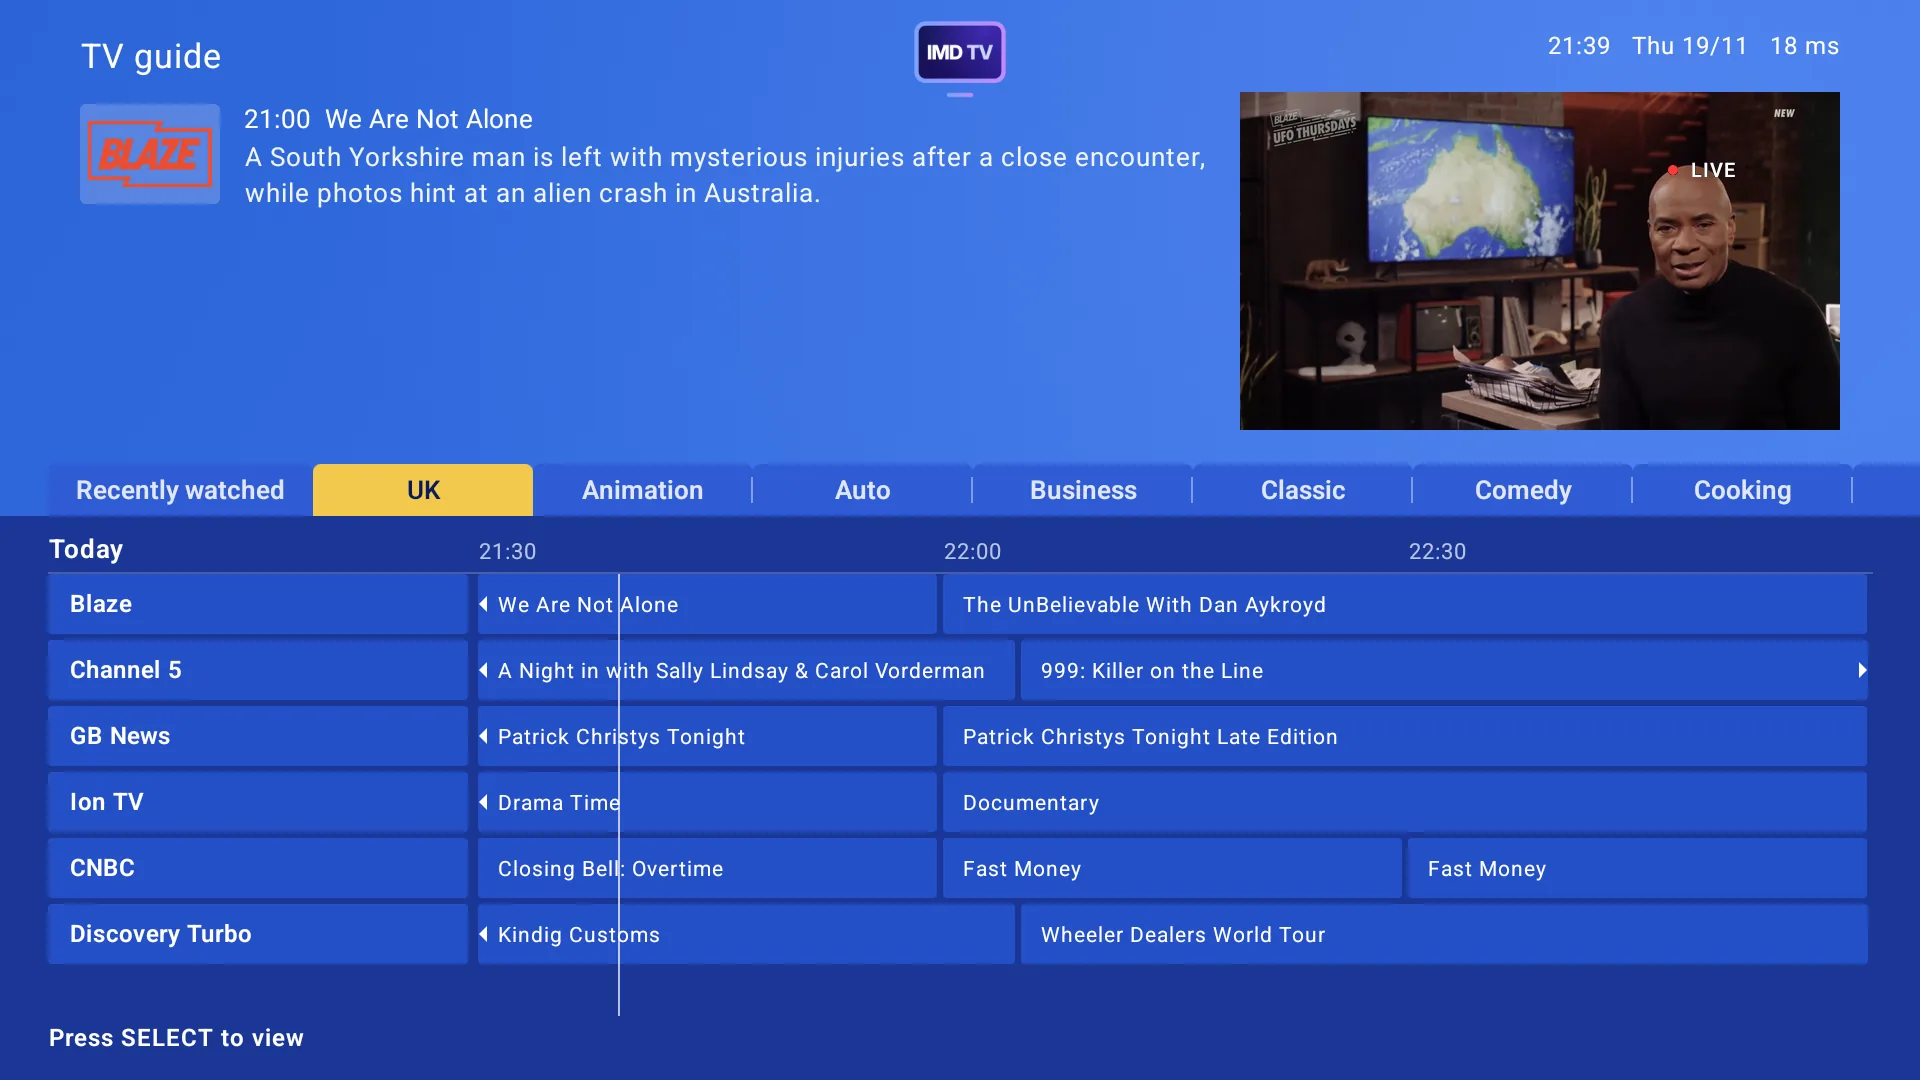 TV guide
IMD TV
21:39 Thu 19/11 18 ms
BLAZE
21:00 We Are Not Alone
A South Yorkshire man is left with mysterious injuries after a close encounter,
while photos hint at an alien crash in Australia.
BLAZE
UFO THURSDAYS
NEW
LIVE
Recently watched UK Animation Auto Business Classic Comedy Cooking
Today 21:30 22:00 22:30
Blaze We Are Not Alone The UnBelievable With Dan Aykroyd
Channel 5 A Night in with Sally Lindsay & Carol Vorderman 999: Killer on the Line
GB News Patrick Christys Tonight Patrick Christys Tonight Late Edition
Ion TV Drama Time Documentary
CNBC Closing Bell: Overtime Fast Money Fast Money
Discovery Turbo Kindig Customs Wheeler Dealers World Tour
Press SELECT to view